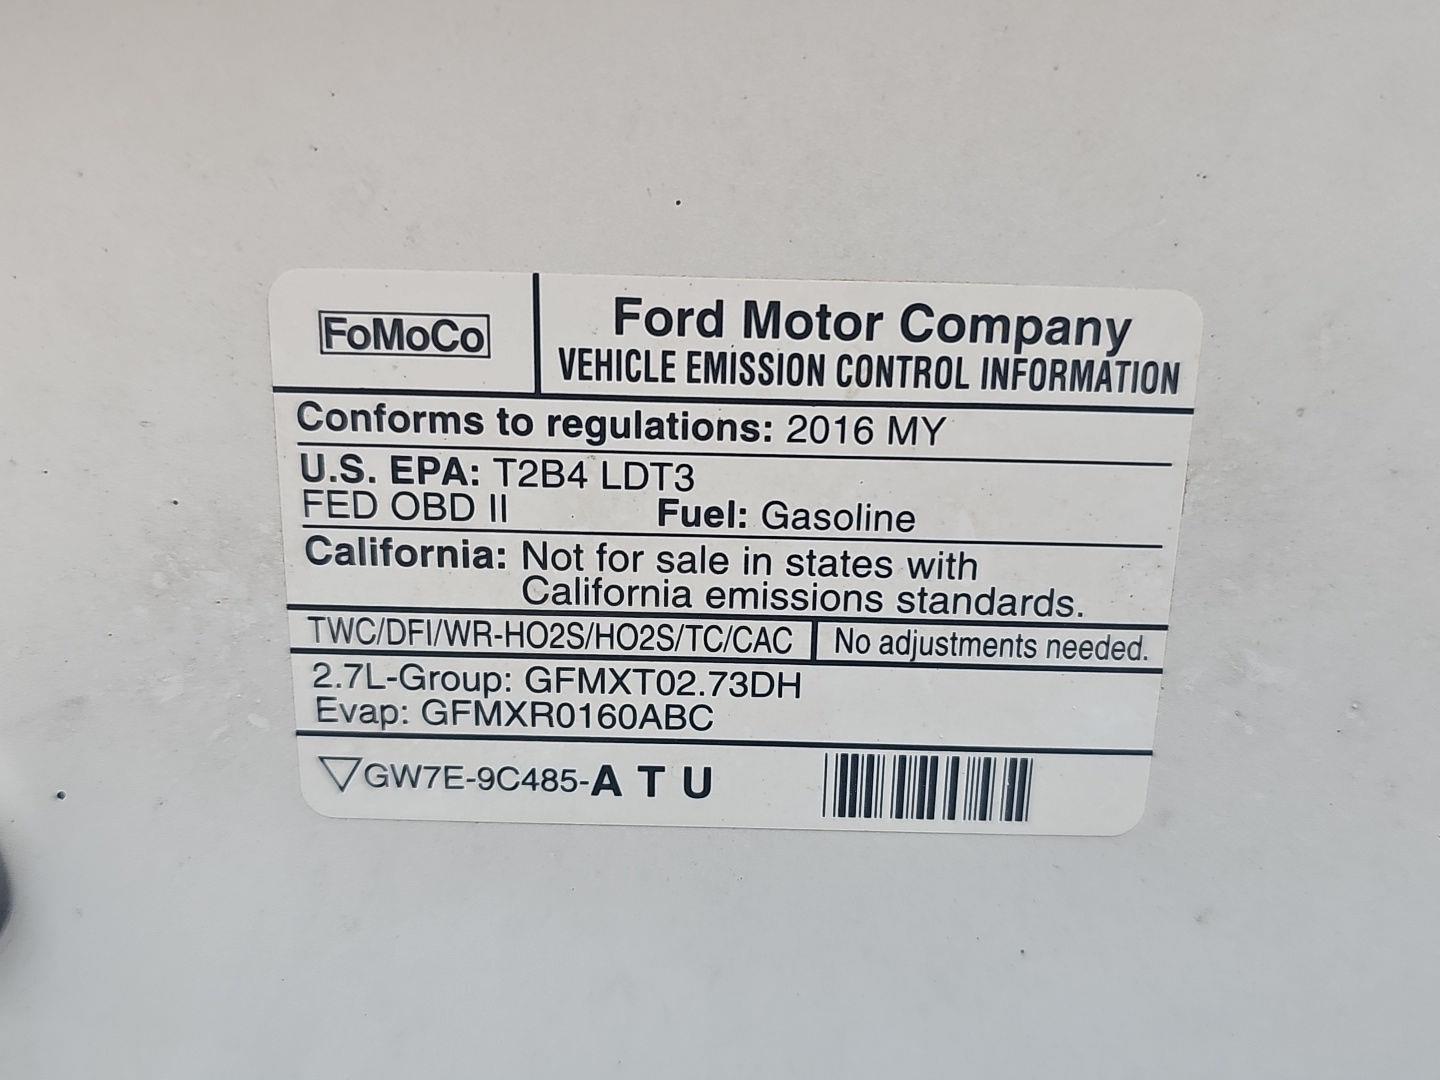 FoMoCo
Ford Motor Company
VEHICLE EMISSION CONTROL INFORMATION
Conforms to regulations: 2016 MY
U.S. EPA: T2B4 LDT3
FED OBD II Fuel: Gasoline
California: Not for sale in states with
California emissions standards.
TWC/DFI/WR-HO2S/HO2S/TC/CAC No adjustments needed.
2.7L-Group: GFMXT02.73DH
Evap: GFMXR0160ABC
GW7E-9C485-A T U